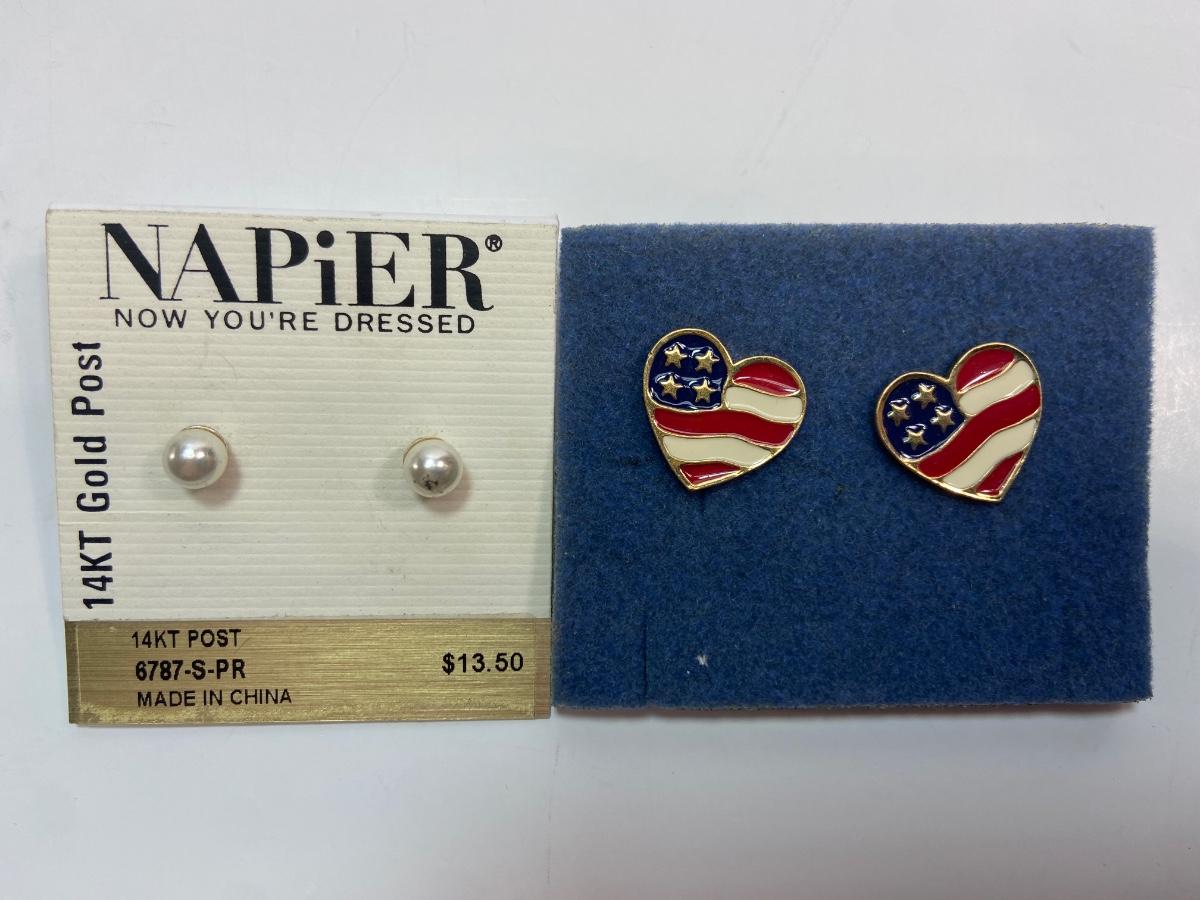 NAPiER®
NOW YOU'RE DRESSED
14KT Gold Post
14KT POST
6787-S-PR
$13.50
MADE IN CHINA